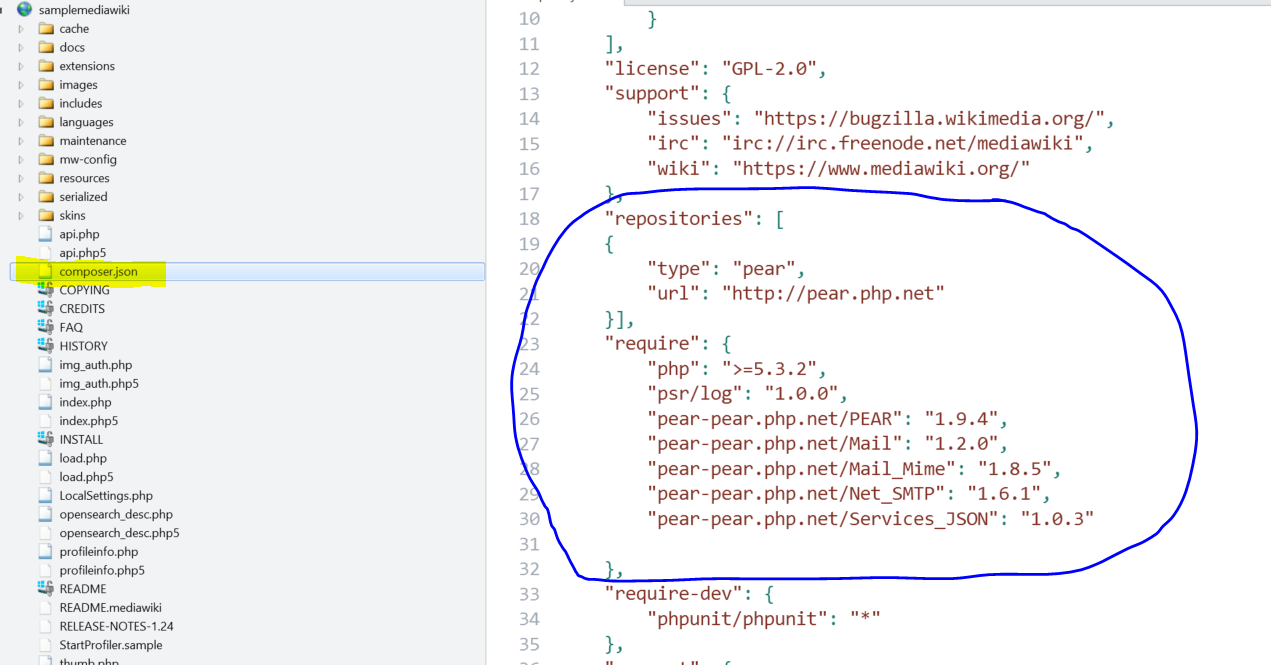 samplemediawiki
cache
docs
extensions
images
includes
languages
maintenance
mw-config
resources
serialized
skins
api.php
api.php5
composer.json
COPYING
CREDITS
FAQ
HISTORY
img_auth.php
img_auth.php5
index.php
index.php5
INSTALL
load.php
load.php5
LocalSettings.php
opensearch_desc.php
opensearch_desc.php5
profileinfo.php
profileinfo.php5
README
README.mediawiki
RELEASE-NOTES-1.24
StartProfiler.sample
thumb.php
10 }
11 ],
12 "license": "GPL-2.0",
13 "support": {
14 "issues": "https://bugzilla.wikimedia.org/",
15 "irc": "irc://irc.freenode.net/mediawiki",
16 "wiki": "https://www.mediawiki.org/"
17 },
18 "repositories": [
19 {
20 "type": "pear",
21 "url": "http://pear.php.net"
22 }],
23 "require": {
24 "php": ">=5.3.2",
25 "psr/log": "1.0.0",
26 "pear-pear.php.net/PEAR": "1.9.4",
27 "pear-pear.php.net/Mail": "1.2.0",
28 "pear-pear.php.net/Mail_Mime": "1.8.5",
29 "pear-pear.php.net/Net_SMTP": "1.6.1",
30 "pear-pear.php.net/Services_JSON": "1.0.3"
31
32 },
33 "require-dev": {
34 "phpunit/phpunit": "*"
35 },